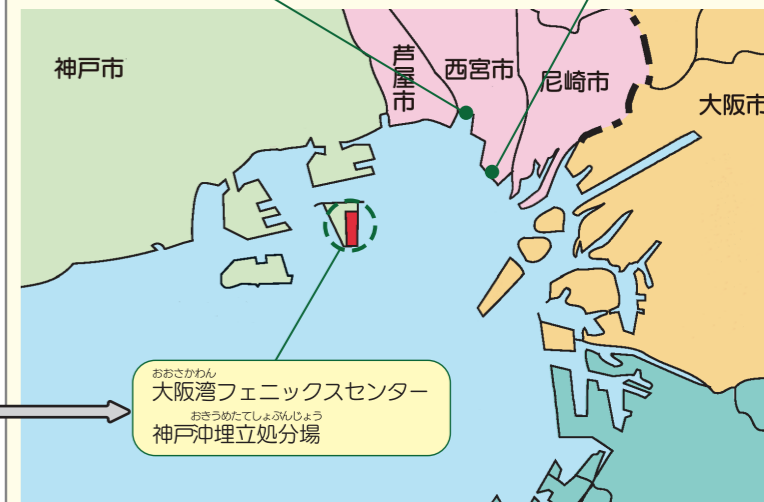 神戸市
芦屋市
西宮市
尼崎市
大阪市
おおさかわん
大阪湾フェニックスセンター
おきうめたてしょぶんじょう
神戸沖埋立処分場